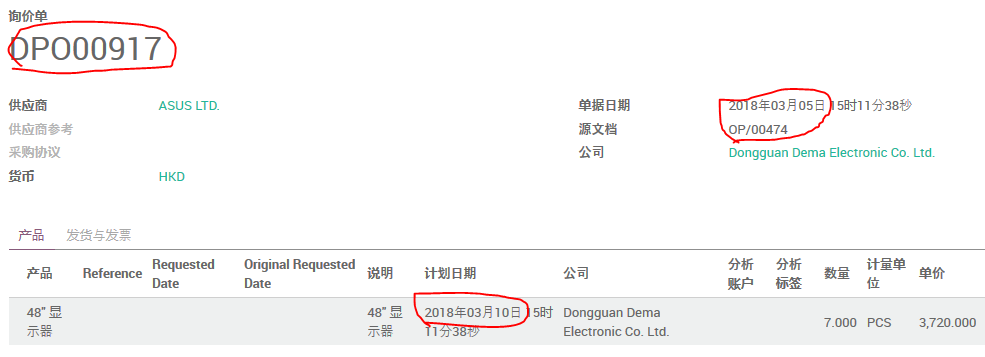 询价单
DPO00917
供应商 ASUS LTD. 单据日期 2018年03月05日 15时11分38秒
供应商参考 源文档 OP/00474
采购协议 公司 Dongguan Dema Electronic Co. Ltd.
货币 HKD
产品 发货与发票
产品 Reference Requested Date Original Requested Date 说明 计划日期 公司 分析账户 分析标签 数量 计量单位 单价
48" 显示器 48" 显示器 2018年03月10日 15时11分38秒 Dongguan Dema Electronic Co. Ltd. 7.000 PCS 3,720.000